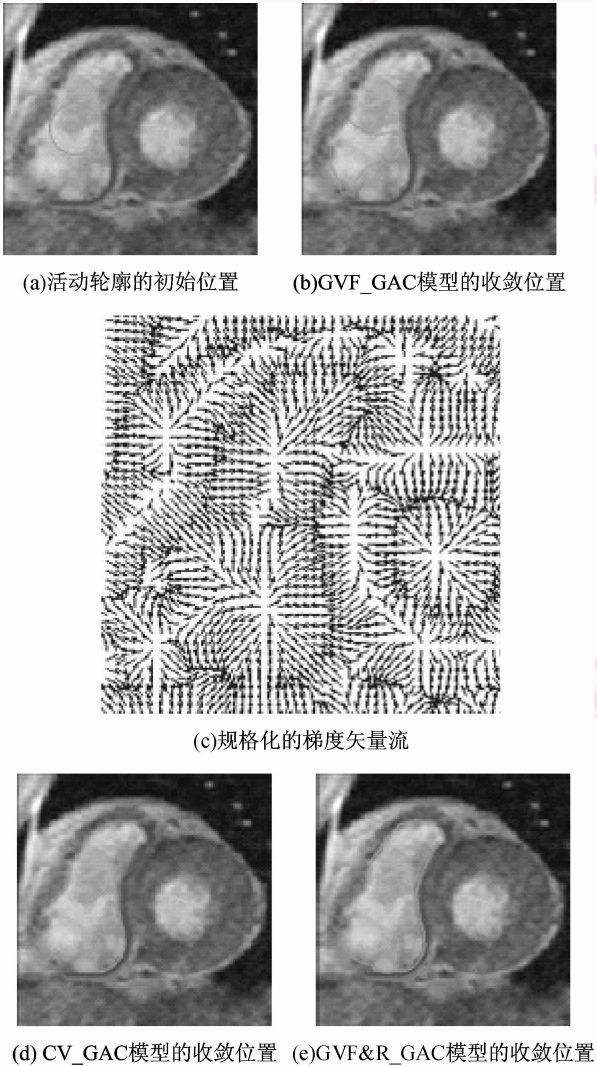 (a)活动轮廓的初始位置
(b)GVF_GAC模型的收敛位置
(c)规格化的梯度矢量流
(d) CV_GAC模型的收敛位置
(e)GVF&R_GAC模型的收敛位置